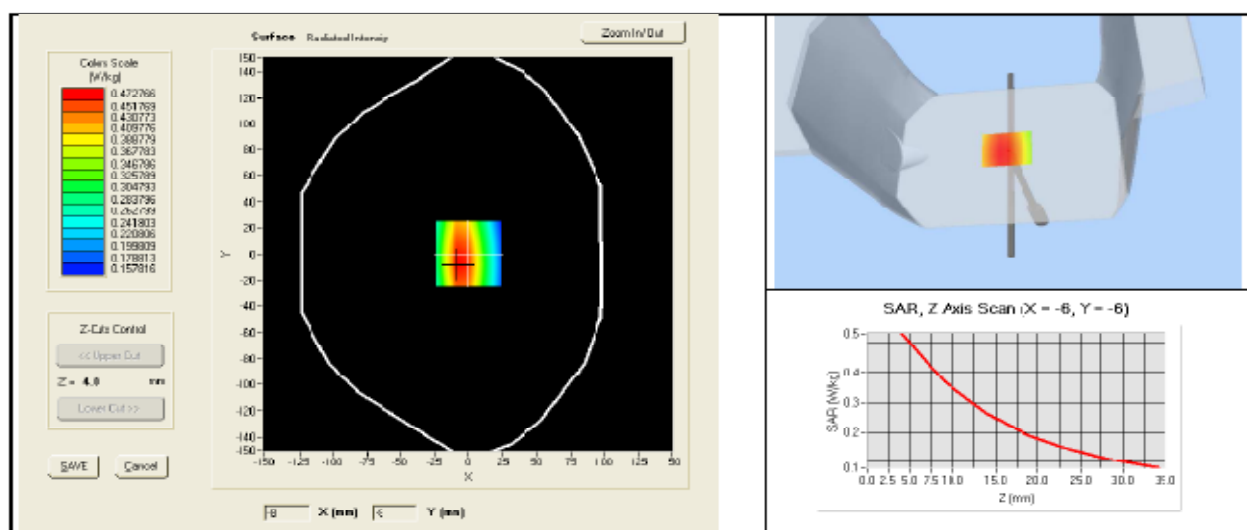 Surface Radiated Intensity
Zoom In/Out
Colors Scale
(W/kg)
0.472766
0.451769
0.430773
0.409776
0.388779
0.367783
0.346786
0.325789
0.304793
0.283796
0.262799
0.241803
0.220806
0.199809
0.178813
0.157816
Z-Cuts Control
<< Upper Cut
Z = 4.0 mm
Lower Cut >>
SAVE
Cancel
150
140
120
100
80
60
40
20
0
-20
-40
-60
-80
-100
-120
-140
-150
Y
-150 -125 -100 -75 -50 -25 0 25 50 75 100 125
X
X (mm)
Y (mm)
SAR, Z Axis Scan (X = -6, Y = -6)
SAR (W/kg)
0.5
0.4
0.3
0.2
0.1
0.0 2.5 5.0 7.5 15.0 20.0 25.0 30.0
Z (mm)